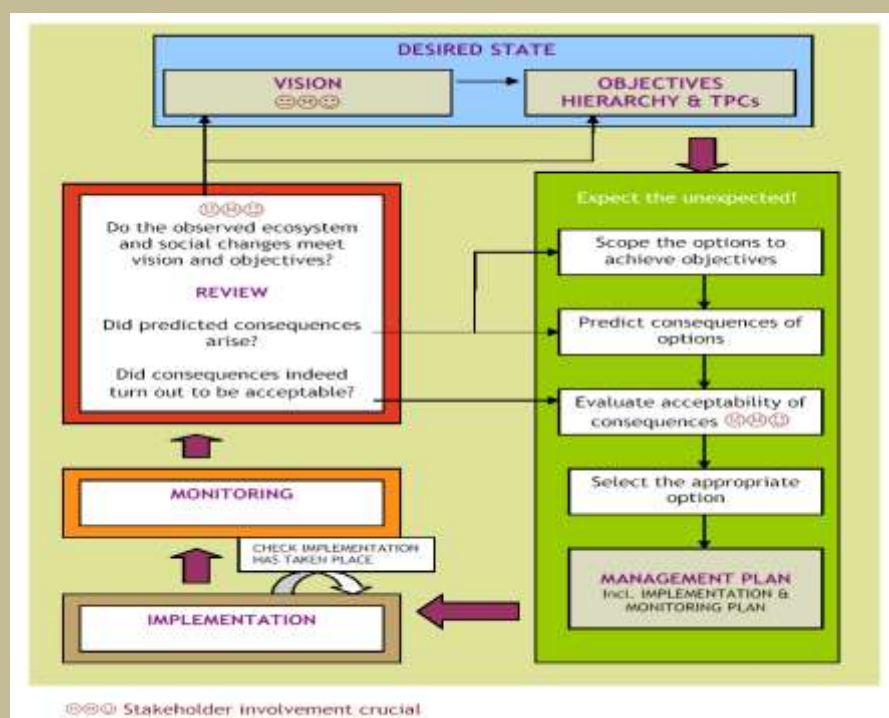 DESIRED STATE
VISION
OBJECTIVES
HIERARCHY & TPCs
Do the observed ecosystem
and social changes meet
vision and objectives?
REVIEW
Did predicted consequences
arise?
Did consequences indeed
turn out to be acceptable?
Expect the unexpected!
Scope the options to
achieve objectives
Predict consequences of
options
Evaluate acceptability of
consequences
Select the appropriate
option
MANAGEMENT PLAN
Incl. IMPLEMENTATION &
MONITORING PLAN
MONITORING
CHECK IMPLEMENTATION
HAS TAKEN PLACE
IMPLEMENTATION
Stakeholder involvement crucial